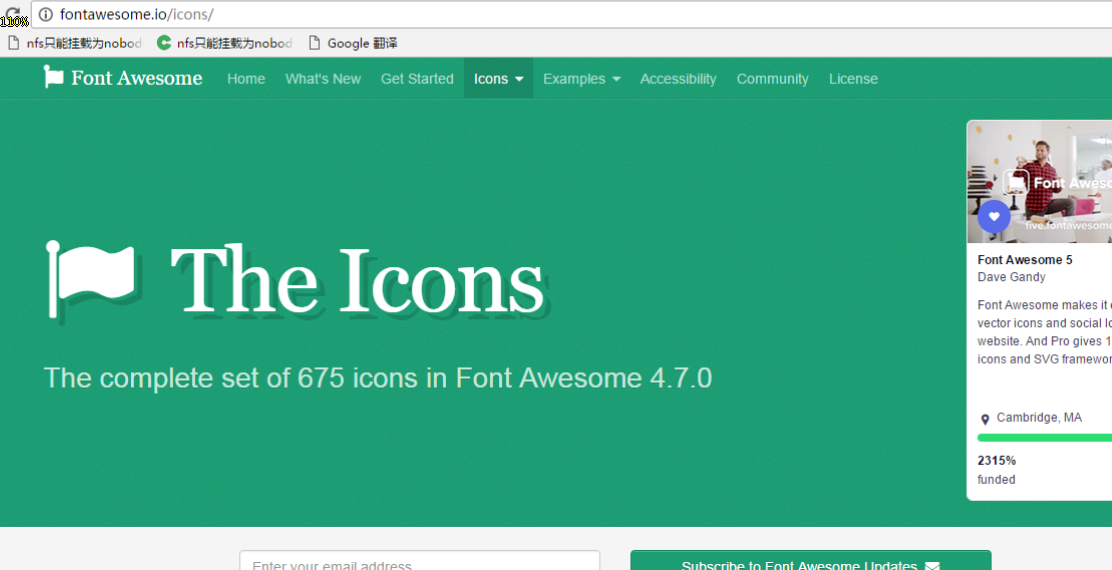 110%
fontawesome.io/icons/
nfs只能挂载为nobod nfs只能挂载为nobod Google 翻译
Font Awesome Home What's New Get Started Icons Examples Accessibility Community License
Font Aweso
five.fontawesome
The Icons
The complete set of 675 icons in Font Awesome 4.7.0
Font Awesome 5
Dave Gandy
Font Awesome makes it
vector icons and social lo
website. And Pro gives 1
icons and SVG framewor
Cambridge, MA
2315%
funded
Enter your email address Subscribe to Font Awesome Updates